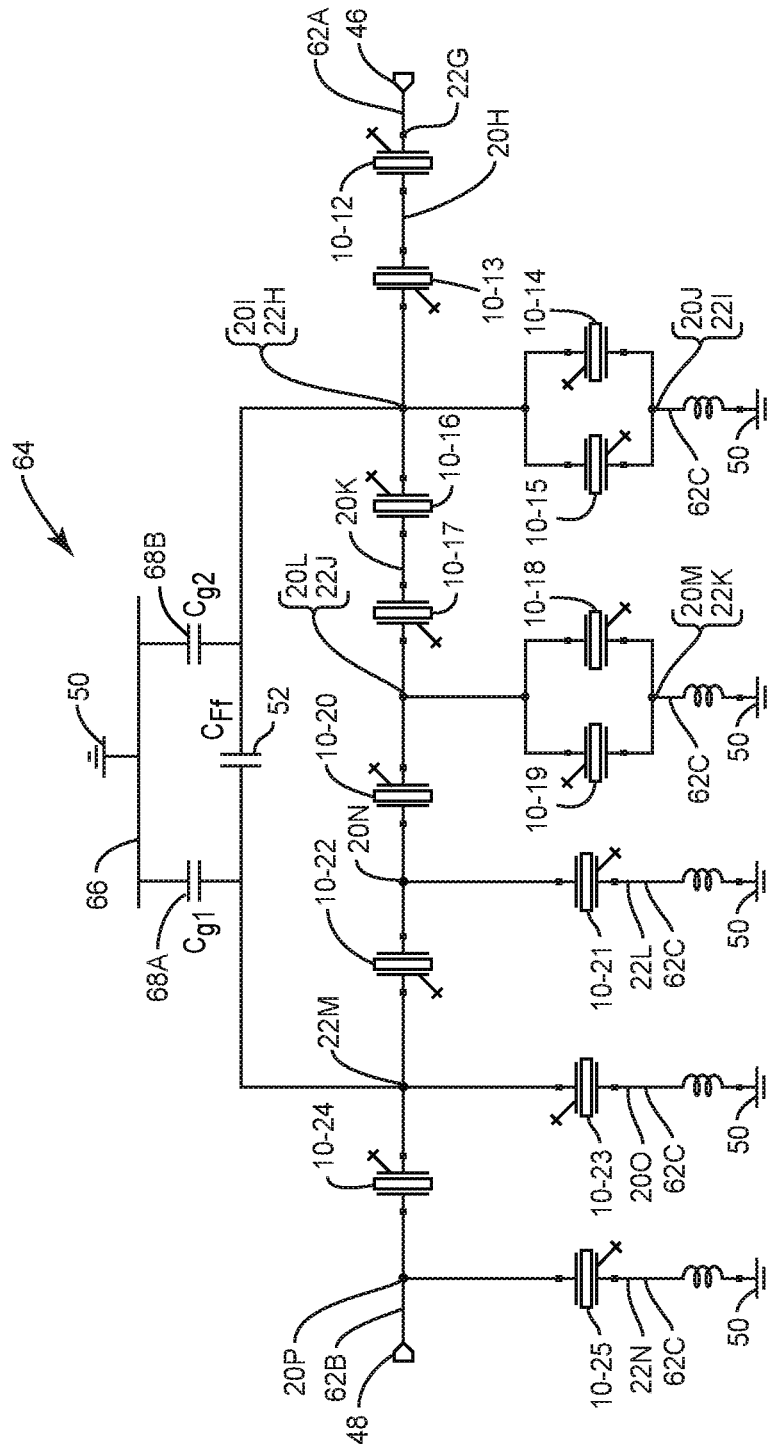 64
50
66
68A
Cg1
CFf
52
68B
Cg2
20I
22H
62A
46
22G
10-12
20H
10-13
10-14
10-15
20J
22I
62C
50
10-16
20K
10-17
20L
22J
10-18
10-19
20M
22K
62C
50
10-20
20N
10-22
10-21
22L
62C
50
22M
10-23
20O
62C
50
10-24
20P
62B
48
10-25
22N
62C
50